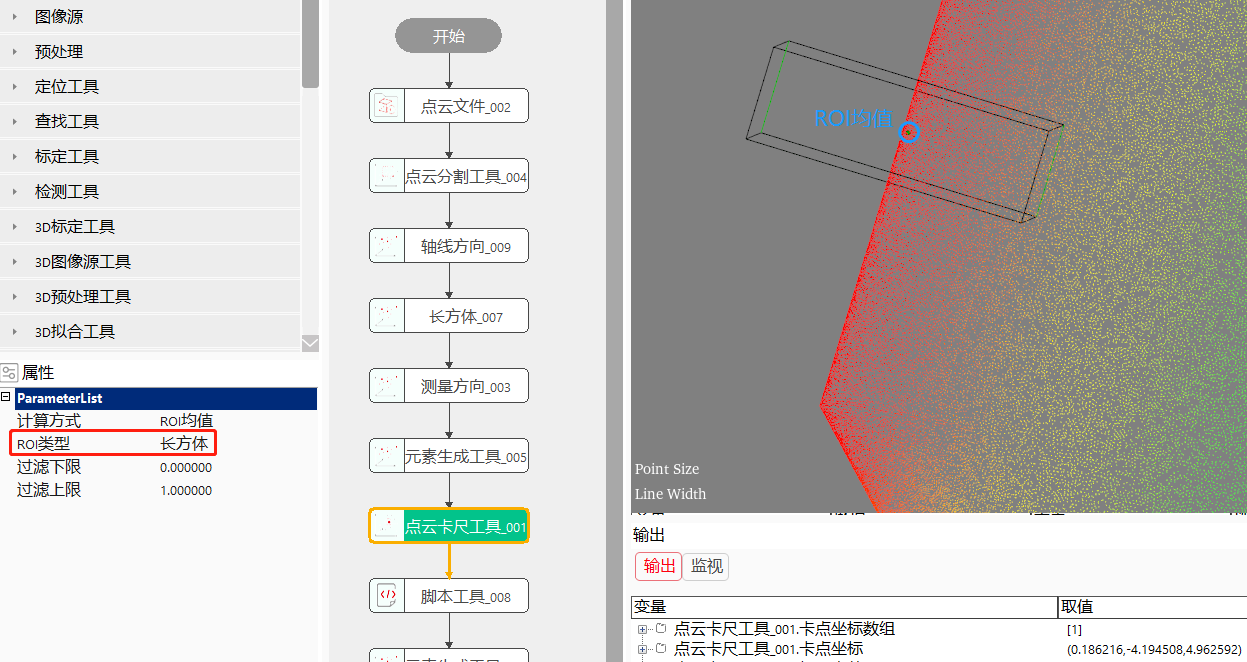 图像源
预处理
定位工具
查找工具
标定工具
检测工具
3D标定工具
3D图像源工具
3D预处理工具
3D拟合工具
属性
ParameterList
计算方式 ROI均值
ROI类型 长方体
过滤下限 0.000000
过滤上限 1.000000
开始
点云文件_002
点云分割工具_004
轴线方向_009
长方体_007
测量方向_003
元素生成工具_005
点云卡尺工具_001
脚本工具_008
ROI均值
Point Size
Line Width
输出
输出 监视
变量 取值
点云卡尺工具_001.卡点坐标数组 [1]
点云卡尺工具_001.卡点坐标 (0.186216,-4.194508,4.962592)